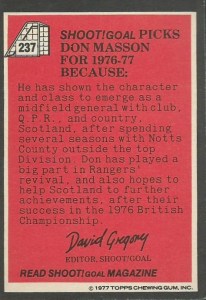 237
SHOOT!GOAL PICKS
DON MASSON
FOR 1976-77
BECAUSE:
He has shown the character
and class to emerge as a
midfield general with club,
Q.P.R., and country,
Scotland, after spending
several seasons with Notts
County outside the top
Division. Don has played a
big part in Rangers'
revival, and also hopes to
help Scotland to further
achievements, after their
success in the 1976 British
Championship.
David Gregory
EDITOR, SHOOT/GOAL
READ SHOOT!GOAL MAGAZINE
© 1977 TOPPS CHEWING GUM, INC.